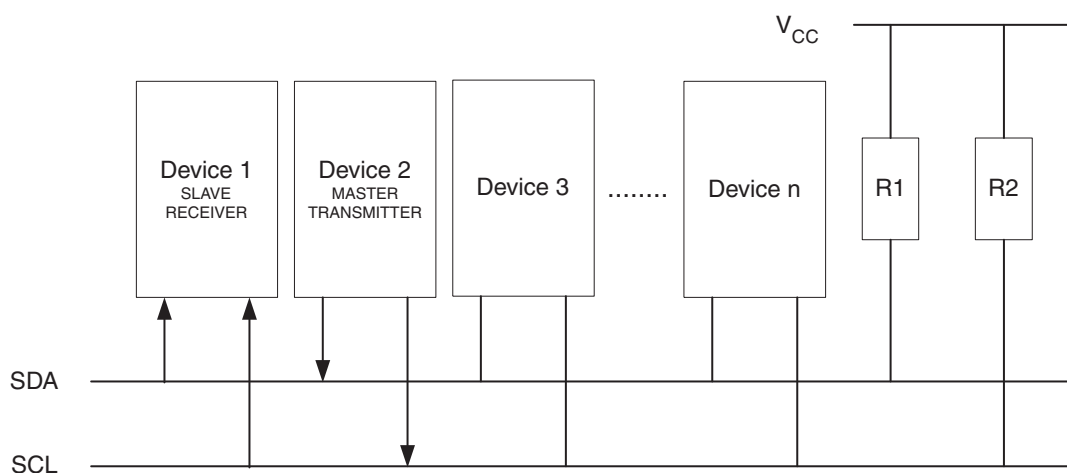 VCC
Device 1
SLAVE
RECEIVER
Device 2
MASTER
TRANSMITTER
Device 3
........
Device n
R1
R2
SDA
SCL